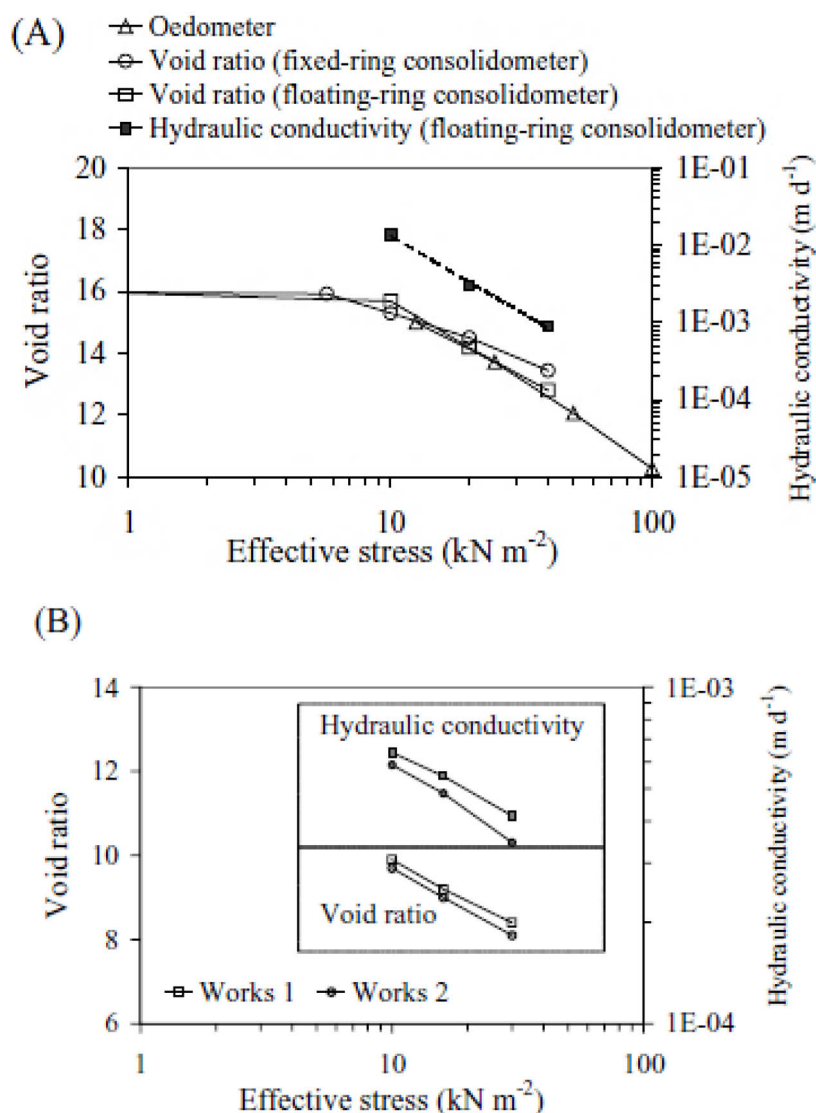 (A)
Oedometer
Void ratio (fixed-ring consolidometer)
Void ratio (floating-ring consolidometer)
Hydraulic conductivity (floating-ring consolidometer)
20
18
16
14
12
10
Void ratio
1E-01
1E-02
1E-03
1E-04
1E-05
Hydraulic conductivity (m d-1)
1
10
100
Effective stress (kN m-2)
(B)
14
12
10
8
6
Void ratio
Hydraulic conductivity
Void ratio
Works 1
Works 2
1E-03
1E-04
Hydraulic conductivity (m d-1)
1
10
100
Effective stress (kN m-2)